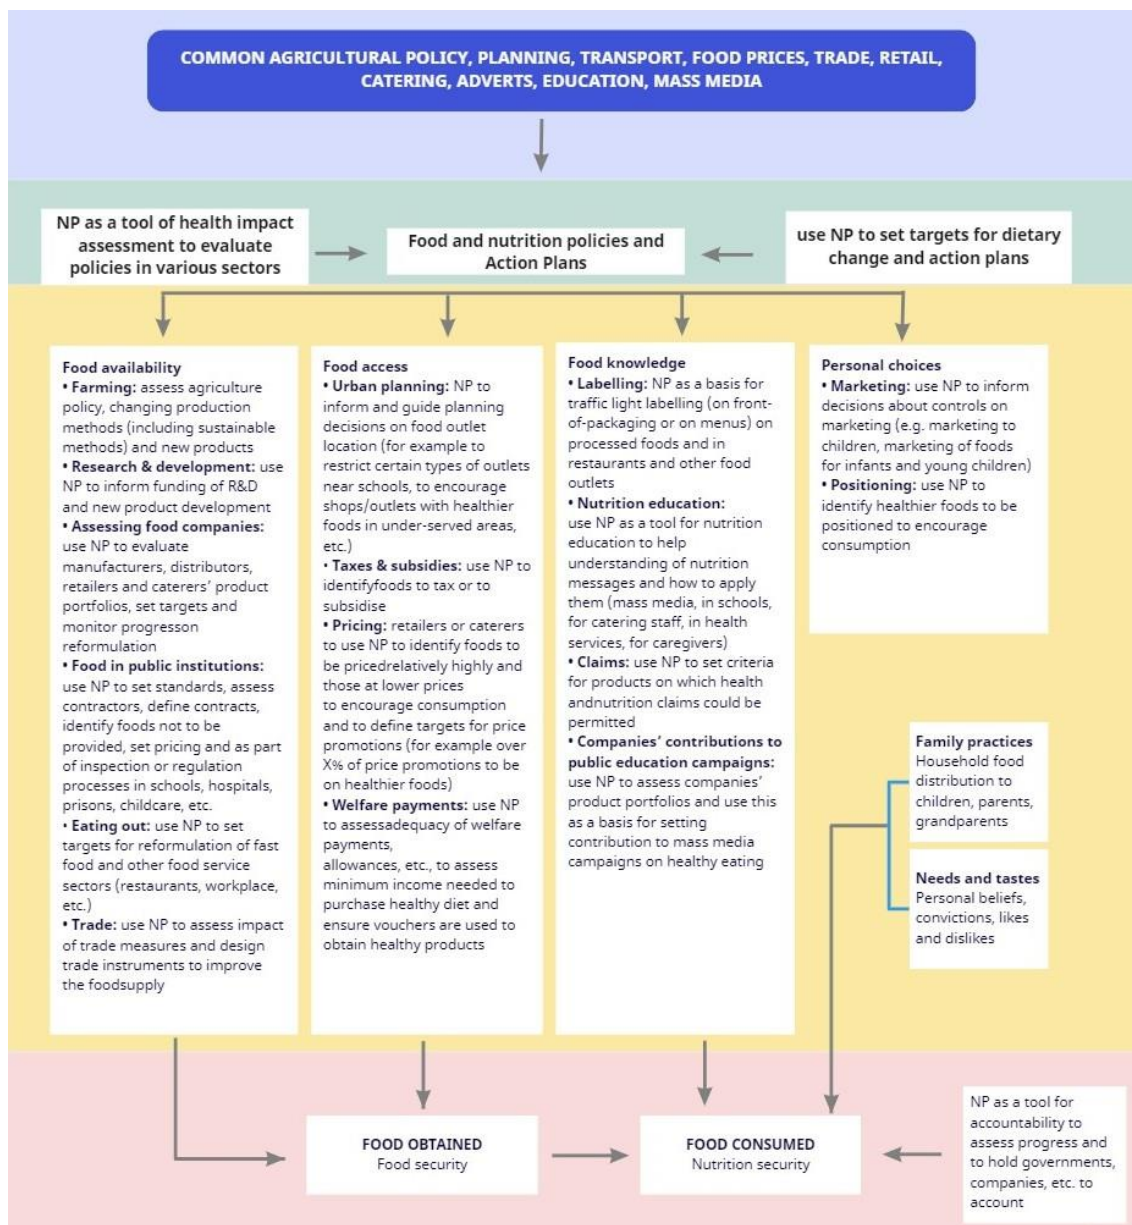 COMMON AGRICULTURAL POLICY, PLANNING, TRANSPORT, FOOD PRICES, TRADE, RETAIL,
CATERING, ADVERTS, EDUCATION, MASS MEDIA
NP as a tool of health impact
assessment to evaluate
policies in various sectors
Food and nutrition policies and
Action Plans
use NP to set targets for dietary
change and action plans
Food availability
• Farming: assess agriculture
policy, changing production
methods (including sustainable
methods) and new products
• Research & development: use
NP to inform funding of R&D
and new product development
• Assessing food companies:
use NP to evaluate
manufacturers, distributors,
retailers and caterers' product
portfolios, set targets and
monitor progresson
reformulation
• Food in public institutions:
use NP to set standards, assess
contractors, define contracts,
identify foods not to be
provided, set pricing and as part
of inspection or regulation
processes in schools, hospitals,
prisons, childcare, etc.
• Eating out: use NP to set
targets for reformulation of fast
food and other food service
sectors (restaurants, workplace,
etc.)
• Trade: use NP to assess impact
of trade measures and design
trade instruments to improve
the foodsupply
Food access
• Urban planning: NP to
inform and guide planning
decisions on food outlet
location (for example to
restrict certain types of outlets
near schools, to encourage
shops/outlets with healthier
foods in under-served areas,
etc.)
• Taxes & subsidies: use NP to
identifyfoods to tax or to
subsidise
• Pricing: retailers or caterers
to use NP to identify foods to
be pricedrelatively highly and
those at lower prices
to encourage consumption
and to define targets for price
promotions (for example over
X% of price promotions to be
on healthier foods)
• Welfare payments: use NP
to assessadequacy of welfare
payments,
allowances, etc., to assess
minimum income needed to
purchase healthy diet and
ensure vouchers are used to
obtain healthy products
Food knowledge
• Labelling: NP as a basis for
traffic light labelling (on front-
of-packaging or on menus) on
processed foods and in
restaurants and other food
outlets
• Nutrition education:
use NP as a tool for nutrition
education to help
understanding of nutrition
messages and how to apply
them (mass media, in schools,
for catering staff, in health
services, for caregivers)
• Claims: use NP to set criteria
for products on which health
andnutrition claims could be
permitted
• Companies' contributions to
public education campaigns:
use NP to assess companies'
product portfolios and use this
as a basis for setting
contribution to mass media
campaigns on healthy eating
Personal choices
• Marketing: use NP to inform
decisions about controls on
marketing (e.g. marketing to
children, marketing of foods
for infants and young children)
• Positioning: use NP to
identify healthier foods to be
positioned to encourage
consumption
Family practices
Household food
distribution to
children, parents,
grandparents
Needs and tastes
Personal beliefs,
convictions, likes
and dislikes
FOOD OBTAINED
Food security
FOOD CONSUMED
Nutrition security
NP as a tool for
accountability to
assess progress and
to hold governments,
companies, etc. to
account